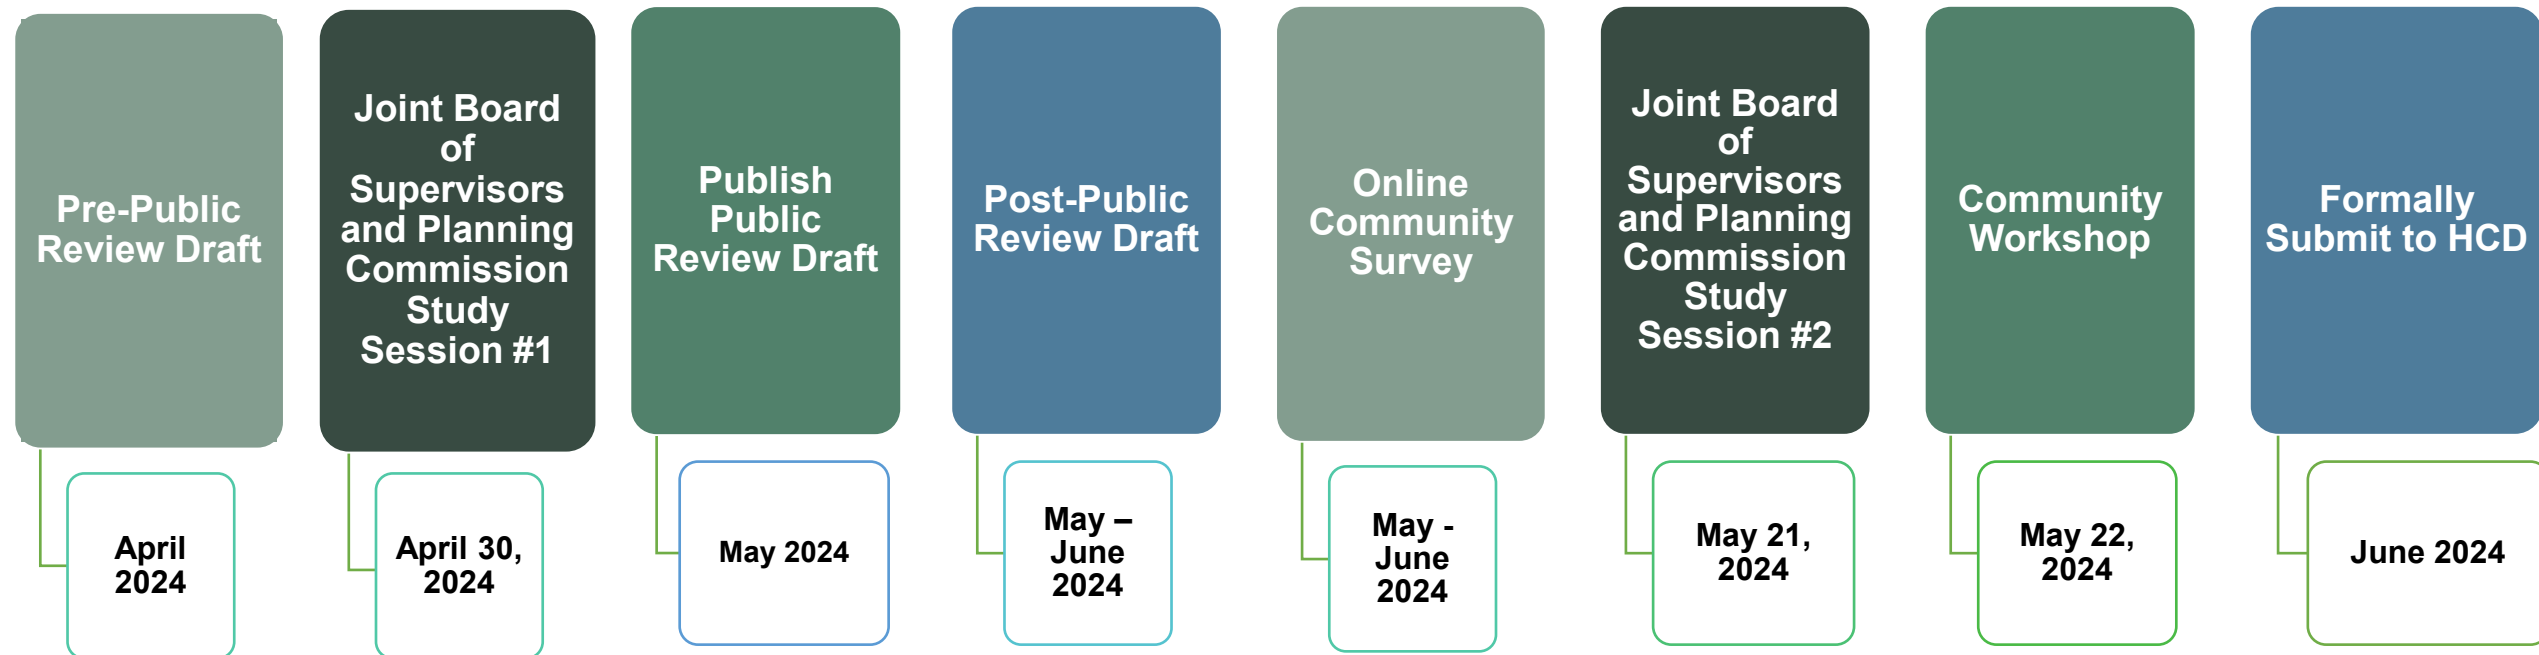 Pre-Public
Review Draft
April
2024
Joint Board
of
Supervisors
and Planning
Commission
Study
Session #1
April 30,
2024
Publish
Public
Review Draft
May 2024
Post-Public
Review Draft
May –
June
2024
Online
Community
Survey
May -
June
2024
Joint Board
of
Supervisors
and Planning
Commission
Study
Session #2
May 21,
2024
Community
Workshop
May 22,
2024
Formally
Submit to HCD
June 2024